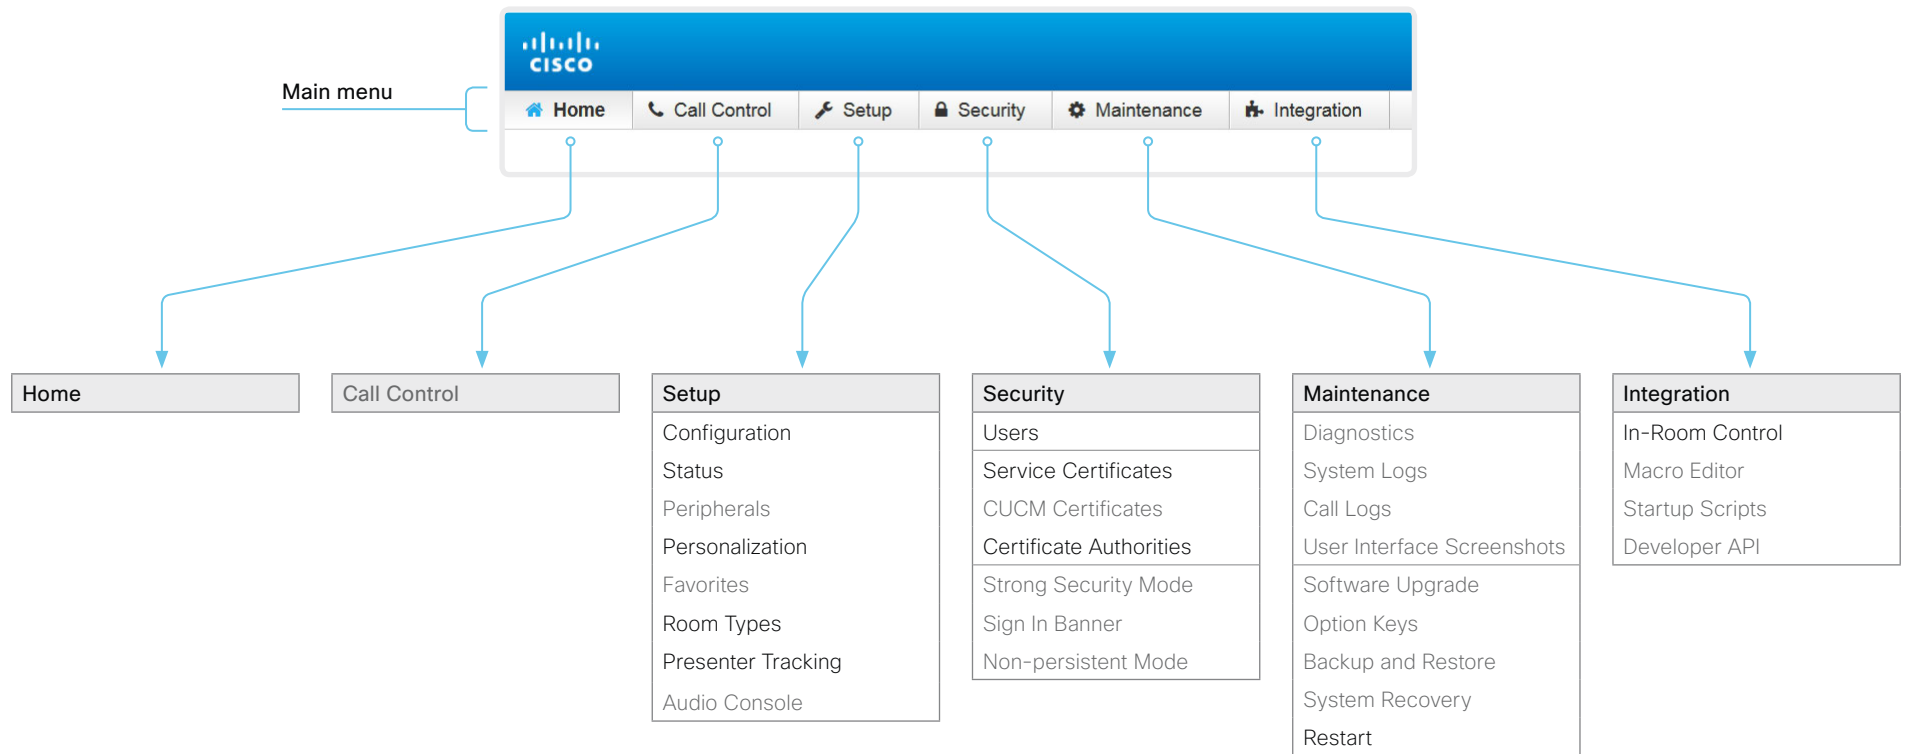 CISCO
Main menu
Home Call Control Setup Security Maintenance Integration
Home
Call Control
Setup
Configuration
Status
Peripherals
Personalization
Favorites
Room Types
Presenter Tracking
Audio Console
Security
Users
Service Certificates
CUCM Certificates
Certificate Authorities
Strong Security Mode
Sign In Banner
Non-persistent Mode
Maintenance
Diagnostics
System Logs
Call Logs
User Interface Screenshots
Software Upgrade
Option Keys
Backup and Restore
System Recovery
Restart
Integration
In-Room Control
Macro Editor
Startup Scripts
Developer API